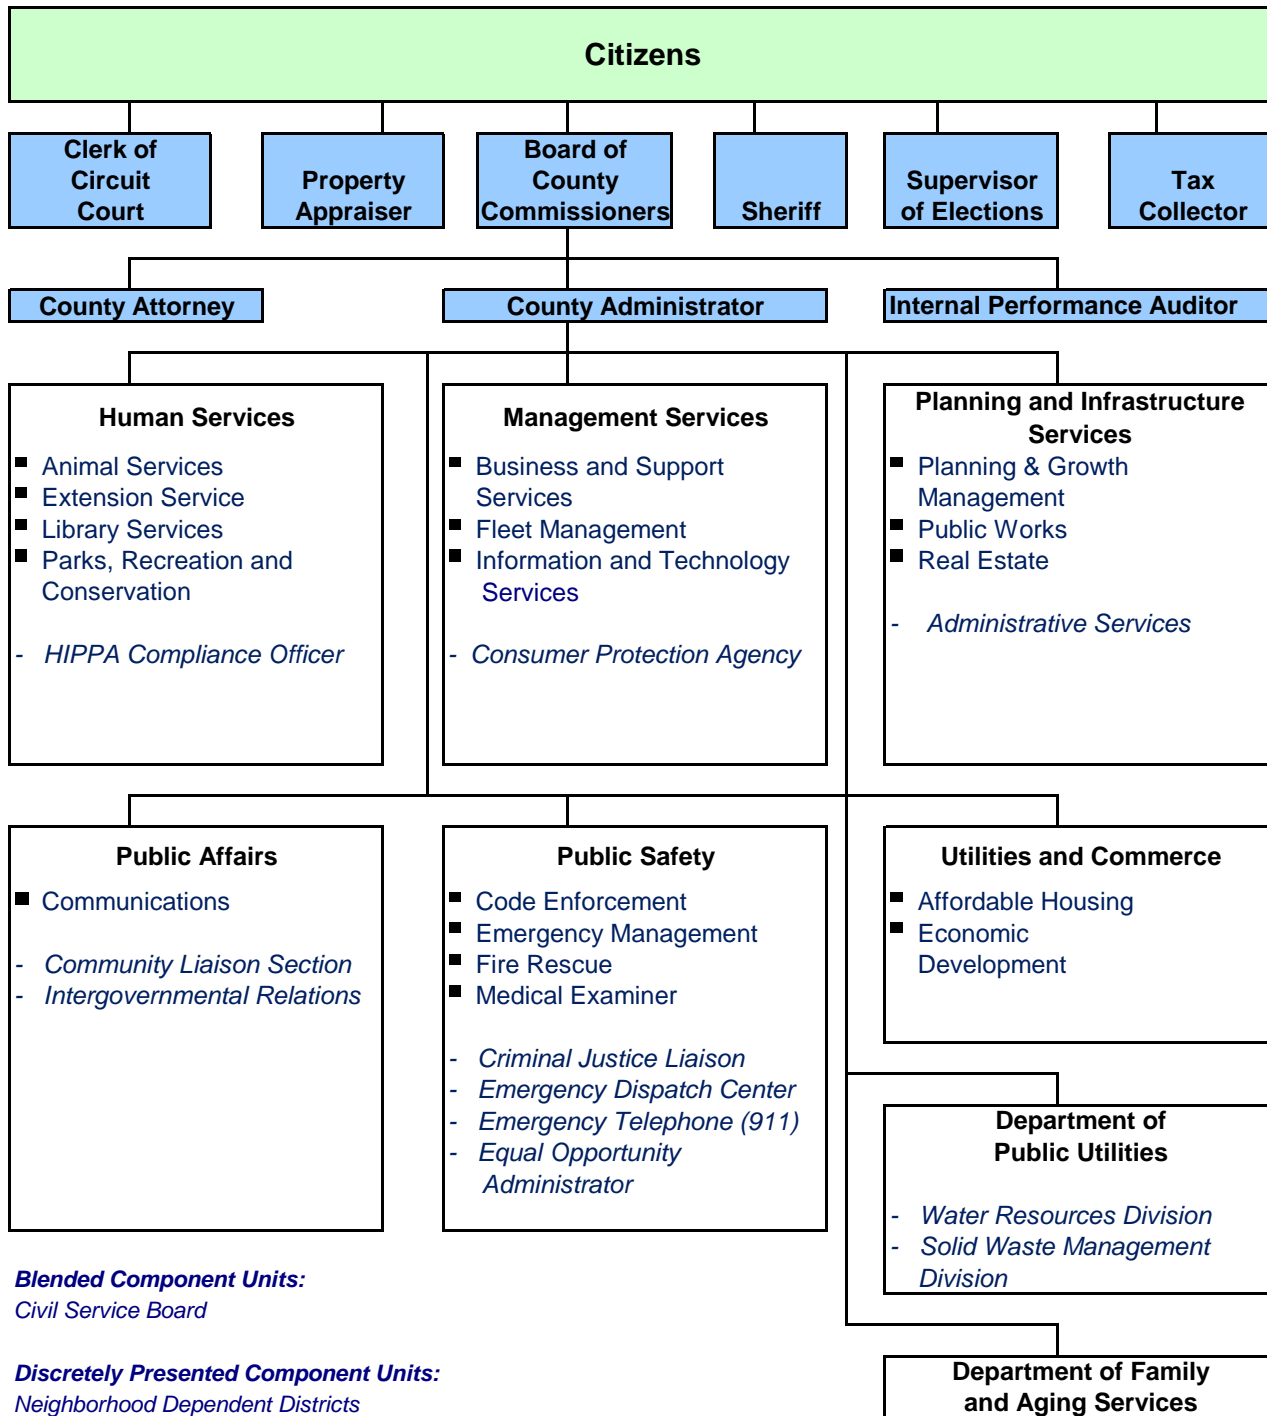 Citizens
Clerk of
Circuit
Court
Property
Appraiser
Board of
County
Commissioners
Sheriff
Supervisor
of Elections
Tax
Collector
County Attorney
County Administrator
Internal Performance Auditor
Human Services
Animal Services
Extension Service
Library Services
Parks, Recreation and
Conservation
- HIPPA Compliance Officer
Management Services
Business and Support
Services
Fleet Management
Information and Technology
Services
- Consumer Protection Agency
Planning and Infrastructure
Services
Planning & Growth
Management
Public Works
Real Estate
- Administrative Services
Public Affairs
Communications
- Community Liaison Section
- Intergovernmental Relations
Public Safety
Code Enforcement
Emergency Management
Fire Rescue
Medical Examiner
- Criminal Justice Liaison
- Emergency Dispatch Center
- Emergency Telephone (911)
- Equal Opportunity
Administrator
Utilities and Commerce
Affordable Housing
Economic
Development
Department of
Public Utilities
- Water Resources Division
- Solid Waste Management
Division
Blended Component Units:
Civil Service Board
Discretely Presented Component Units:
Neighborhood Dependent Districts
Department of Family
and Aging Services